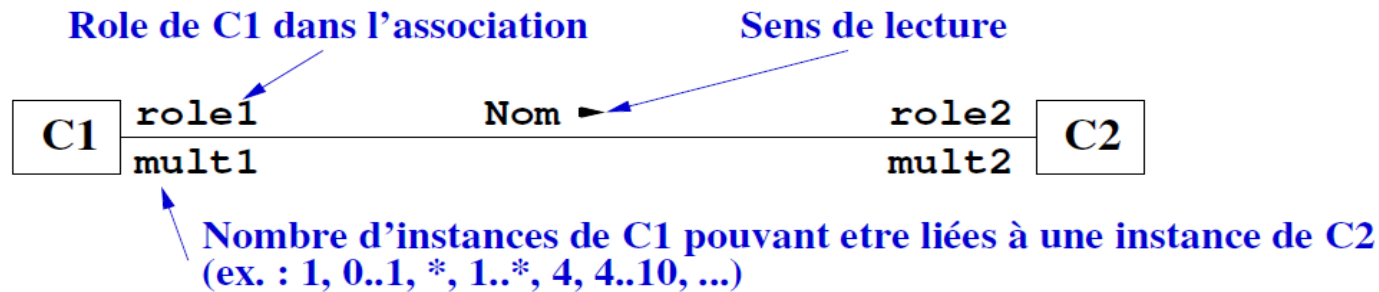 Role de C1 dans l'association Sens de lecture
role1 Nom role2
C1 C2
mult1 mult2
Nombre d'instances de C1 pouvant etre liées à une instance de C2
(ex. : 1, 0..1, *, 1..*, 4, 4..10, ...)